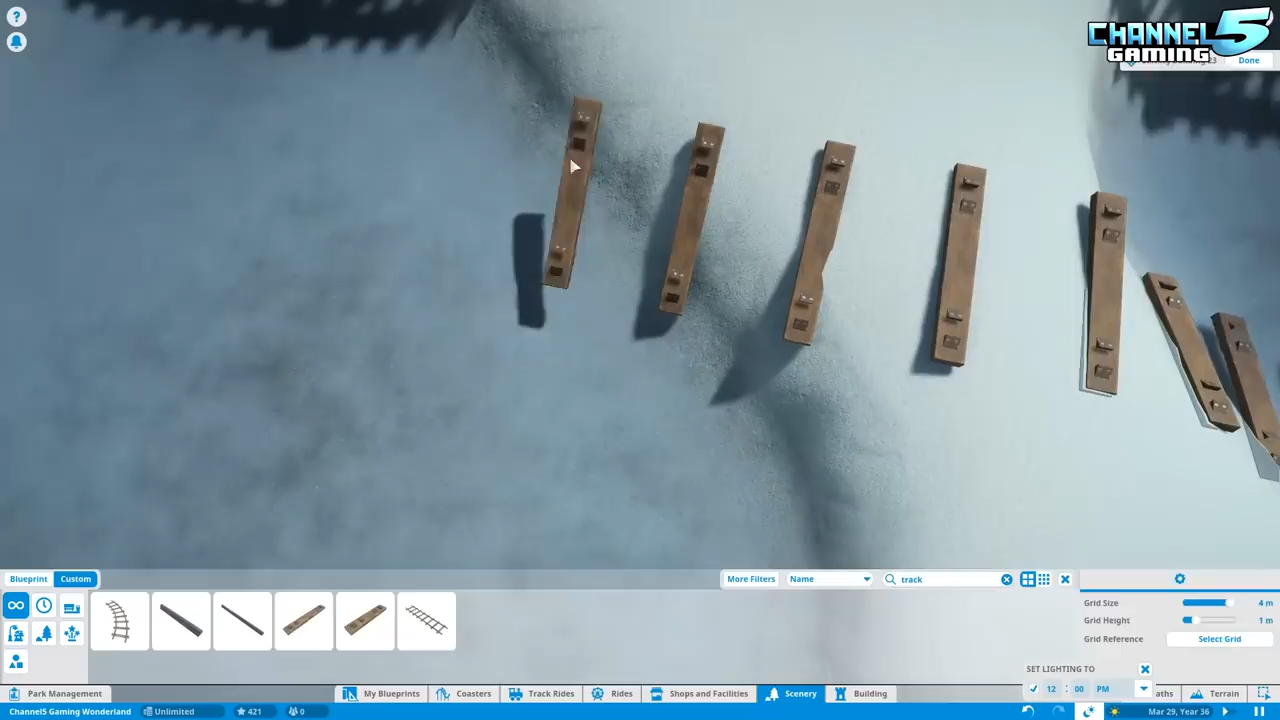 ?
CHANNEL 5
GAMING
Done
Blueprint
Custom
More Filters
Name
track
Grid Size
4 m
Grid Height
1 m
Grid Reference
Select Grid
SET LIGHTING TO
12 : 00 PM
Park Management
My Blueprints
Coasters
Track Rides
Rides
Shops and Facilities
Scenery
Building
aths
Terrain
Channel5 Gaming Wonderland
Unlimited
421
0
Mar 29, Year 36